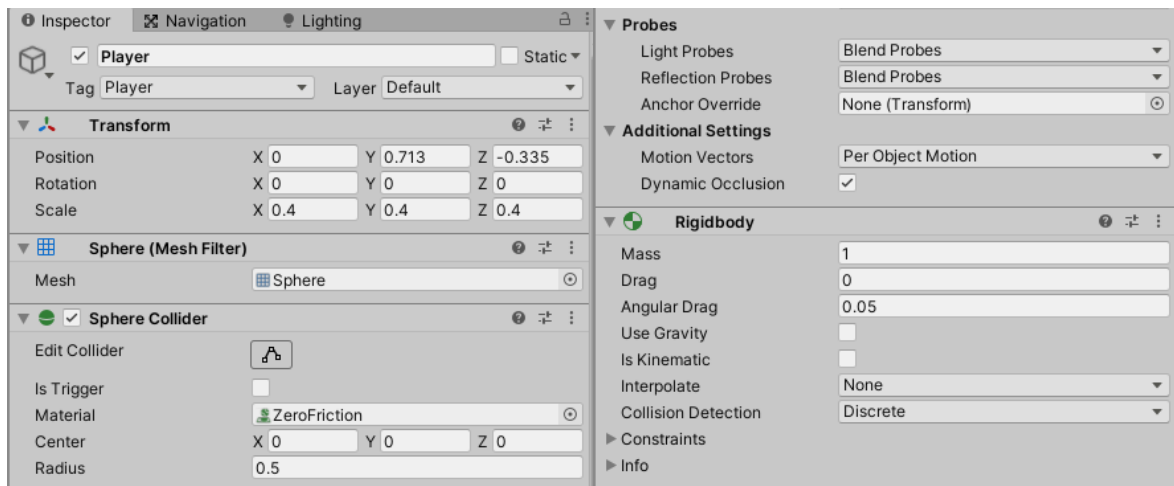 Inspector Navigation Lighting
Player Static
Tag Player Layer Default
Transform
Position X 0 Y 0.713 Z -0.335
Rotation X 0 Y 0 Z 0
Scale X 0.4 Y 0.4 Z 0.4
Sphere (Mesh Filter)
Mesh Sphere
Sphere Collider
Edit Collider
Is Trigger
Material ZeroFriction
Center X 0 Y 0 Z 0
Radius 0.5
Probes
Light Probes Blend Probes
Reflection Probes Blend Probes
Anchor Override None (Transform)
Additional Settings
Motion Vectors Per Object Motion
Dynamic Occlusion
Rigidbody
Mass 1
Drag 0
Angular Drag 0.05
Use Gravity
Is Kinematic
Interpolate None
Collision Detection Discrete
Constraints
Info